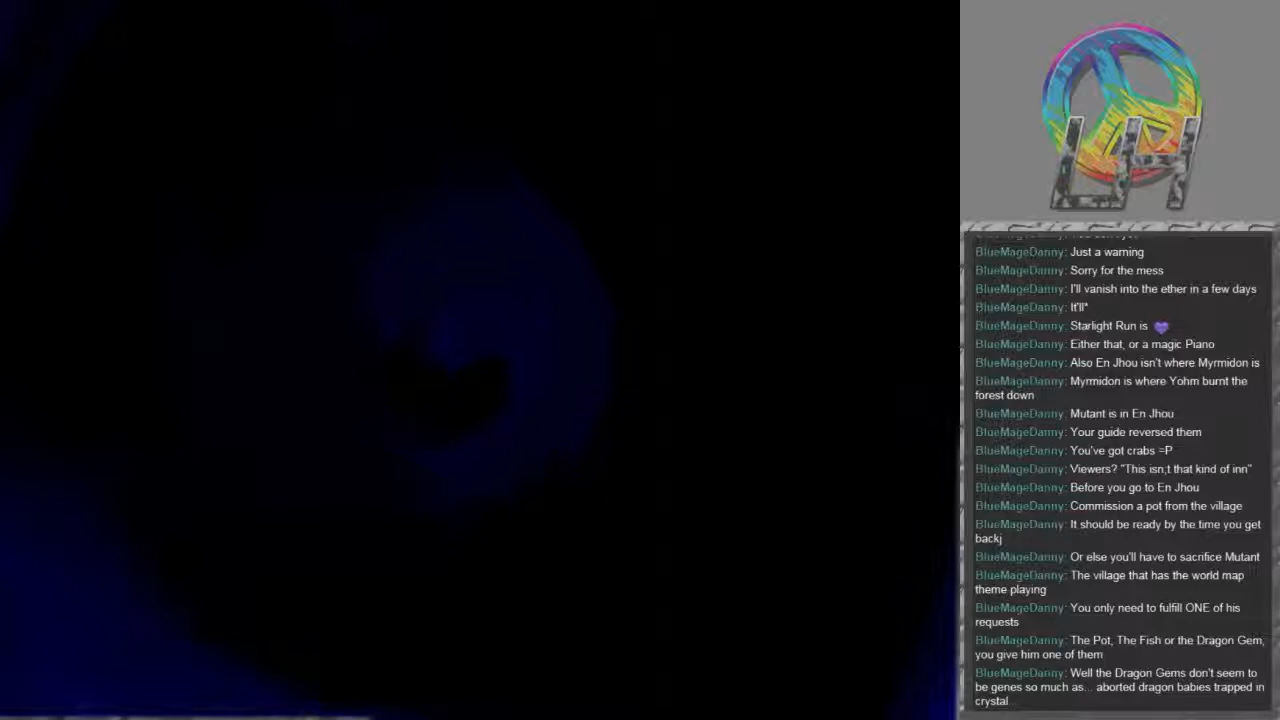 LH
BlueMageDanny: Just a warning
BlueMageDanny: Sorry for the mess
BlueMageDanny: I'll vanish into the ether in a few days
BlueMageDanny: It'll*
BlueMageDanny: Starlight Run is
BlueMageDanny: Either that, or a magic Piano
BlueMageDanny: Also En Jhou isn't where Myrmidon is
BlueMageDanny: Myrmidon is where Yohm burnt the
forest down
BlueMageDanny: Mutant is in En Jhou
BlueMageDanny: Your guide reversed them
BlueMageDanny: You've got crabs =P
BlueMageDanny: Viewers? "This isn;t that kind of inn"
BlueMageDanny: Before you go to En Jhou
BlueMageDanny: Commission a pot from the village
BlueMageDanny: It should be ready by the time you get
backj
BlueMageDanny: Or else you'll have to sacrifice Mutant
BlueMageDanny: The village that has the world map
theme playing
BlueMageDanny: You only need to fulfill ONE of his
requests
BlueMageDanny: The Pot, The Fish or the Dragon Gem,
you give him one of them
BlueMageDanny: Well the Dragon Gems don't seem to
be genes so much as... aborted dragon babies trapped in
crystal